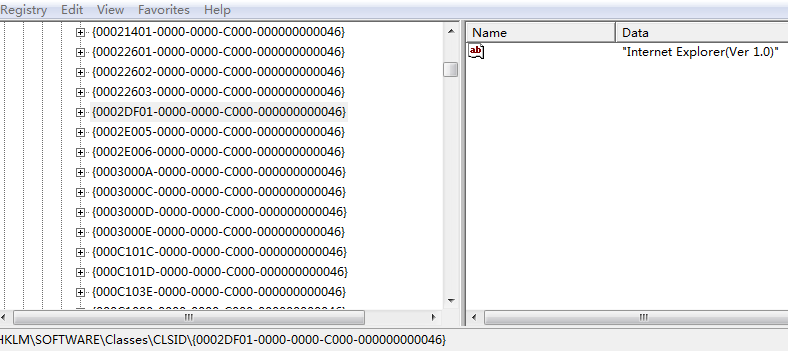 Registry Edit View Favorites Help
{00021401-0000-0000-C000-000000000046}
{00022601-0000-0000-C000-000000000046}
{00022602-0000-0000-C000-000000000046}
{00022603-0000-0000-C000-000000000046}
{0002DF01-0000-0000-C000-000000000046}
{0002E005-0000-0000-C000-000000000046}
{0002E006-0000-0000-C000-000000000046}
{0003000A-0000-0000-C000-000000000046}
{0003000C-0000-0000-C000-000000000046}
{0003000D-0000-0000-C000-000000000046}
{0003000E-0000-0000-C000-000000000046}
{000C101C-0000-0000-C000-000000000046}
{000C101D-0000-0000-C000-000000000046}
{000C103E-0000-0000-C000-000000000046}
Name Data
ab "Internet Explorer(Ver 1.0)"
HKLM\SOFTWARE\Classes\CLSID\{0002DF01-0000-0000-C000-000000000046}